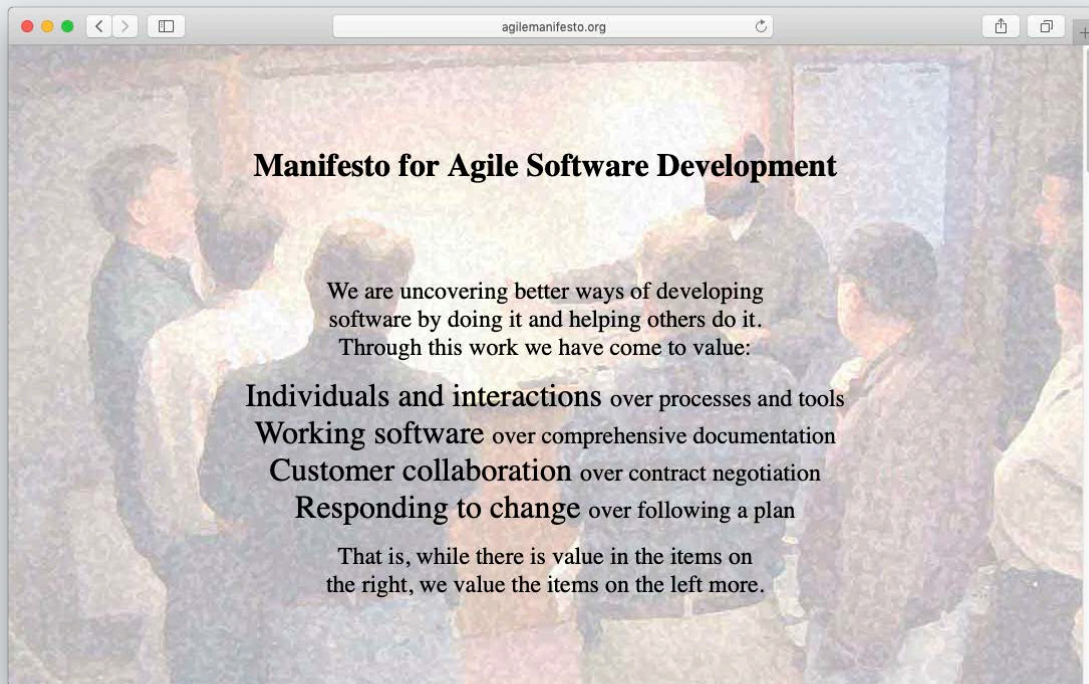 agilemanifesto.org
Manifesto for Agile Software Development
We are uncovering better ways of developing
software by doing it and helping others do it.
Through this work we have come to value:
Individuals and interactions over processes and tools
Working software over comprehensive documentation
Customer collaboration over contract negotiation
Responding to change over following a plan
That is, while there is value in the items on
the right, we value the items on the left more.